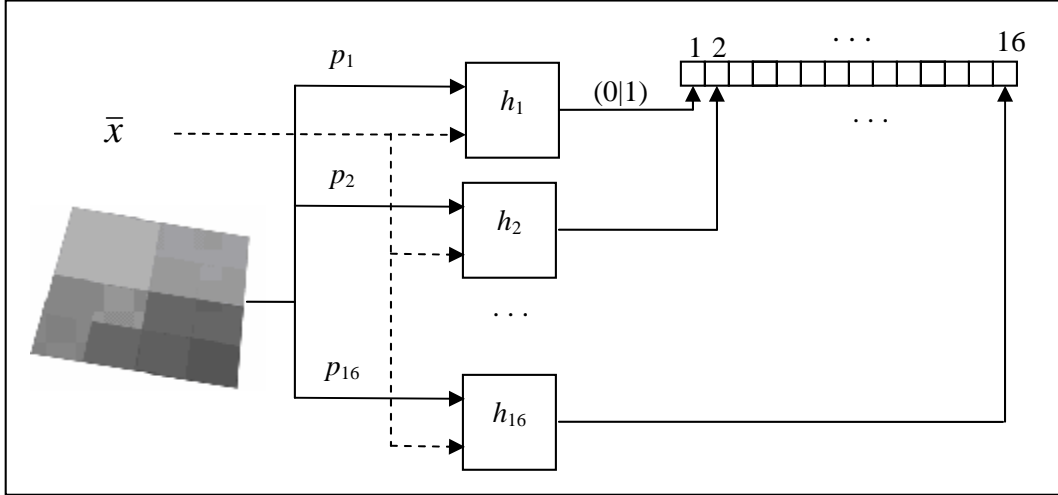 1 2 . . . 16
p1
h1 (0|1)
. . .
x̅
p2
h2
. . .
p16
h16